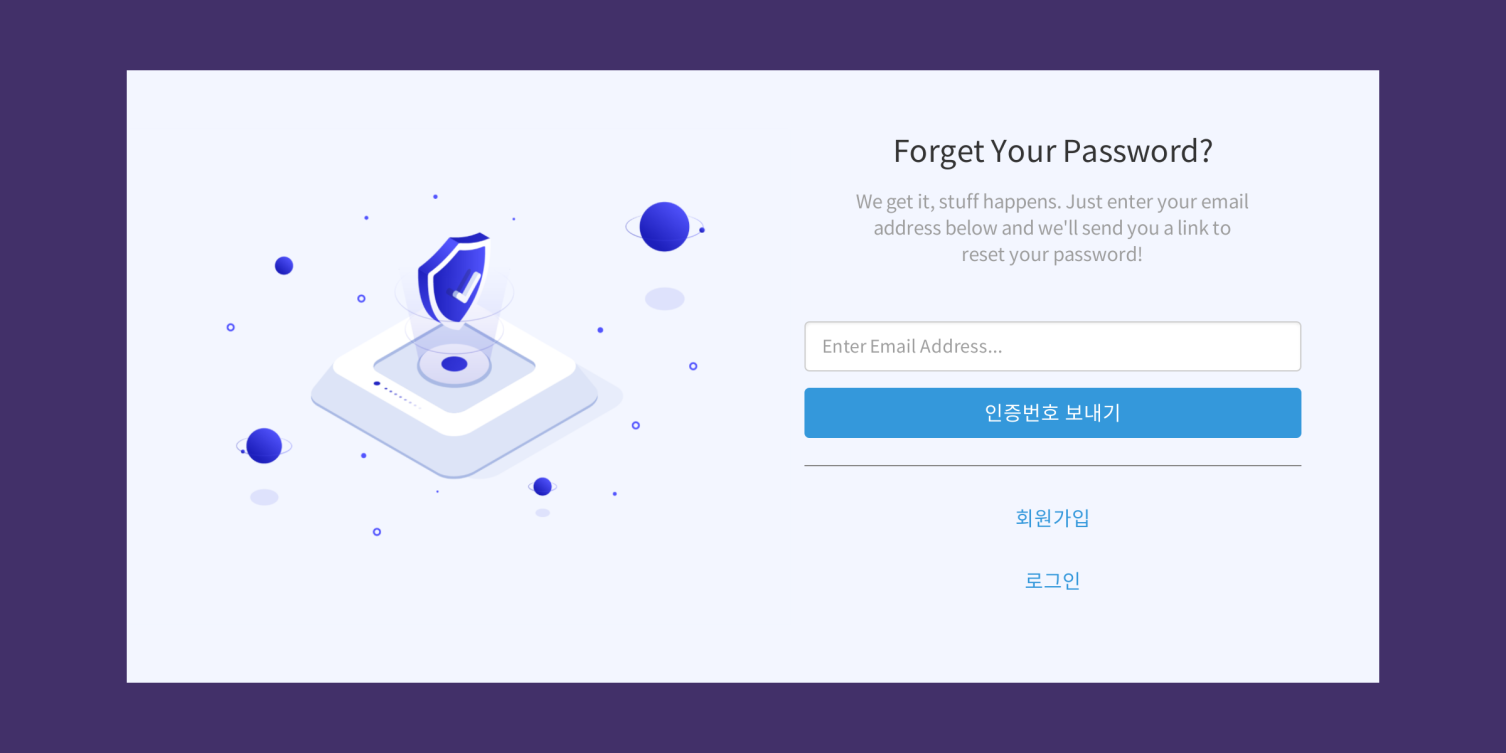 Forget Your Password?
We get it, stuff happens. Just enter your email
address below and we'll send you a link to
reset your password!
Enter Email Address...
인증번호 보내기
회원가입
로그인